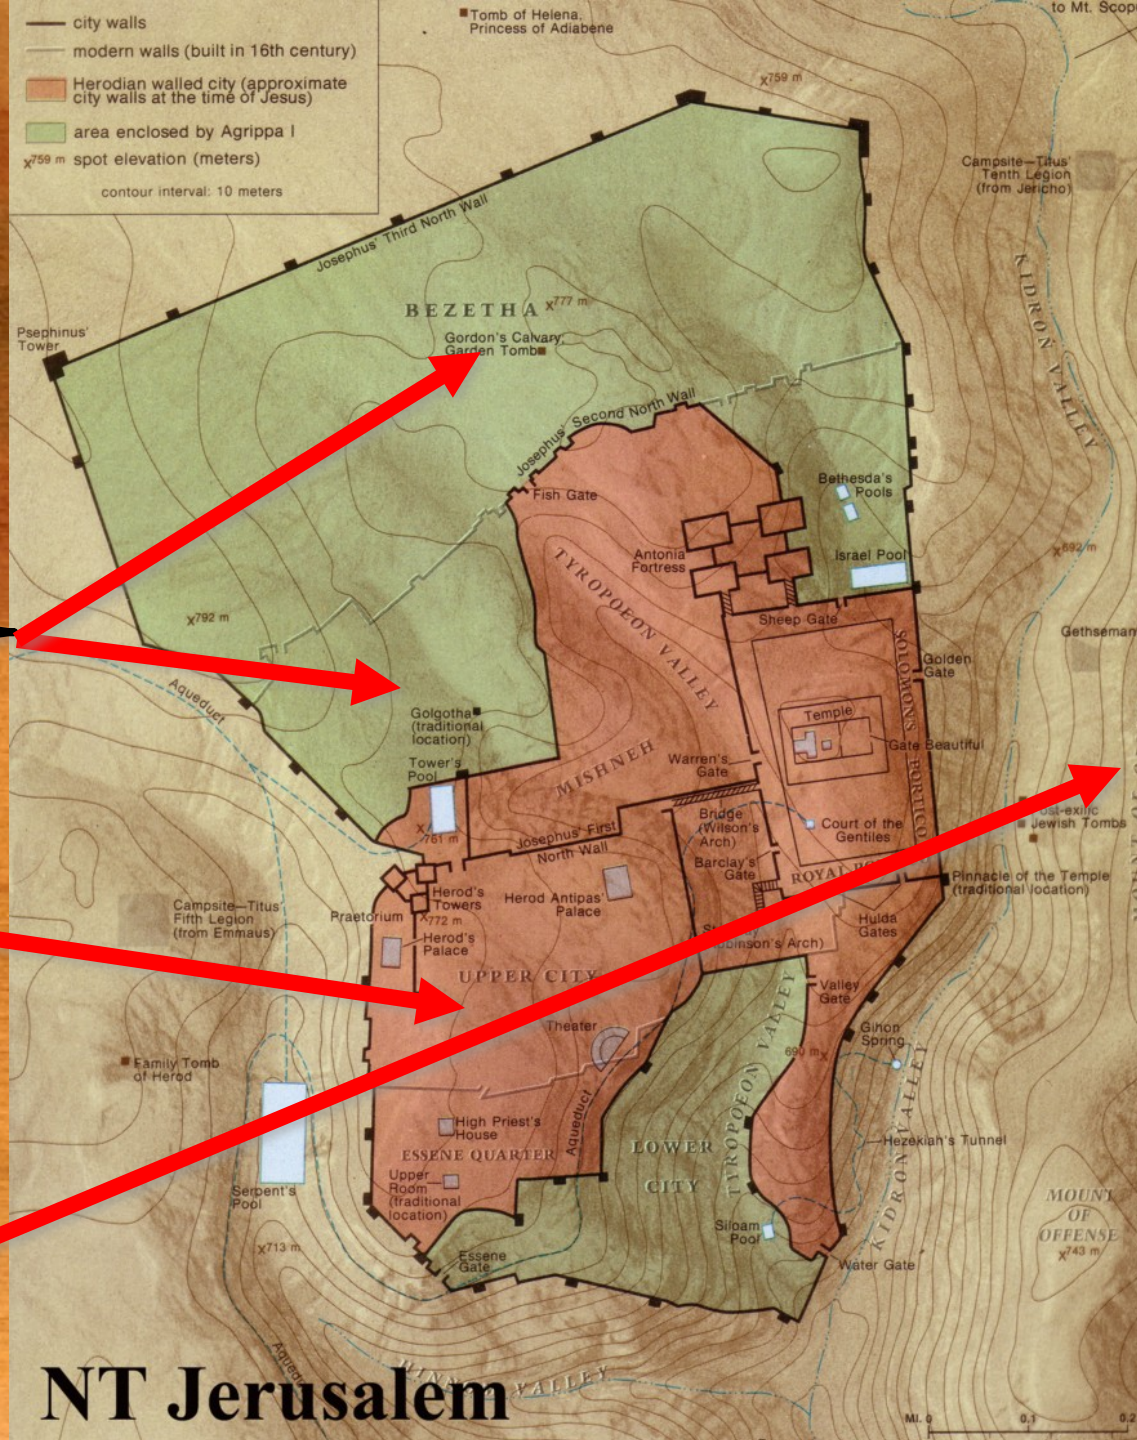 city walls
modern walls (built in 16th century)
Herodian walled city (approximate
city walls at the time of Jesus)
area enclosed by Agrippa I
x759 m spot elevation (meters)
contour interval: 10 meters
Tomb of Helena,
Princess of Adiabene
to Mt.
x759 m
Campsite—Titus'
Tenth Legion
(from Jericho)
Josephus' Third North Wall
KIDRON VALLEY
BEZETHA
x777 m
Psephinus'
Tower
Gordon's Calvary,
Garden Tomb
Josephus' Second North Wall
Fish Gate
Bethesda's
Pools
Antonia
Fortress
Israel Pool
x692 m
TYROPOEON VALLEY
x792 m
Sheep Gate
SOLOMON'S PORTICO
Golden
Gate
Aqueduct
Golgotha
(traditional
location)
Temple
Gate Beautiful
MISHNEH
Warren's
Gate
Tower's
Pool
x
761 m
Josephus' First
North Wall
Bridge
(Wilson's
Arch)
Court of the
Gentiles
Jewish Tombs
Barclay's
Gate
ROYAL
Pinnacle of the Temple
(traditional location)
Herod's
Towers
Herod Antipas'
Palace
Campsite—Titus
Fifth Legion
(from Emmaus)
Praetorium
x772 m
Herod's
Palace
Hulda
Gates
Arch)
UPPER CITY
Valley
Gate
Theater
Gihon
Spring
690 m x
Family Tomb
of Herod
TYROPOEON VALLEY
KIDRON VALLEY
Aqueduct
High Priest's
House
ESSENE QUARTER
LOWER
CITY
Hezekiah's Tunnel
Upper
Room
(traditional
location)
Serpent's
Pool
Siloam
Pool
MOUNT
OF
OFFENSE
x743 m
x713 m
Essene
Gate
Water Gate
Aqueduct
VALLEY
NT Jerusalem
MI. 0 0.1 0.2